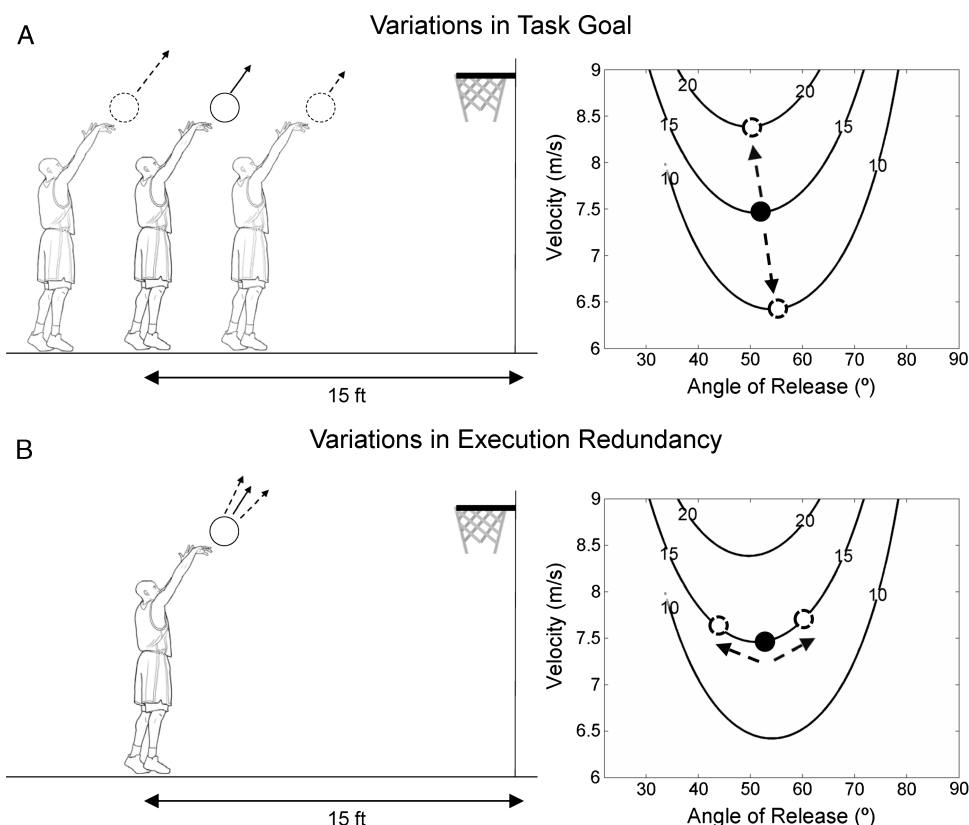 A
Variations in Task Goal
15 ft
Velocity (m/s)
9
8.5
8
7.5
7
6.5
6
20
20
15
15
10
10
30 40 50 60 70 80 90
Angle of Release (º)
B
Variations in Execution Redundancy
15 ft
Velocity (m/s)
9
8.5
8
7.5
7
6.5
6
20
20
15
15
10
10
30 40 50 60 70 80 90
Angle of Release (º)